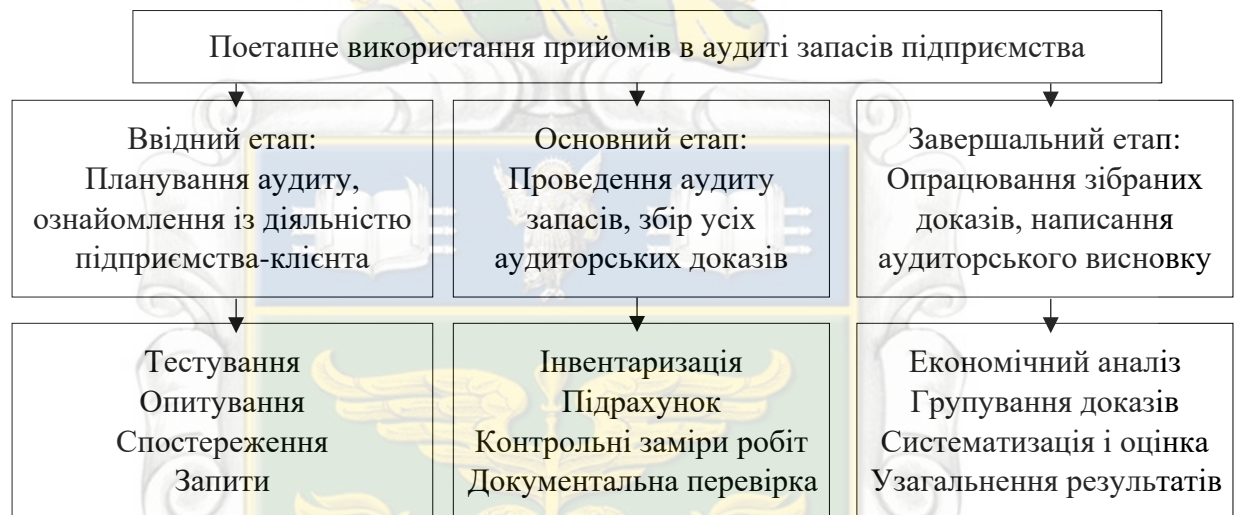 Поетапне використання прийомів в аудиті запасів підприємства
Ввідний етап:
Планування аудиту,
ознайомлення із діяльністю
підприємства-клієнта
Основний етап:
Проведення аудиту
запасів, збір усіх
аудиторських доказів
Завершальний етап:
Опрацювання зібраних
доказів, написання
аудиторського висновку
Тестування
Опитування
Спостереження
Запити
Інвентаризація
Підрахунок
Контрольні заміри робіт
Документальна перевірка
Економічний аналіз
Групування доказів
Систематизація і оцінка
Узагальнення результатів